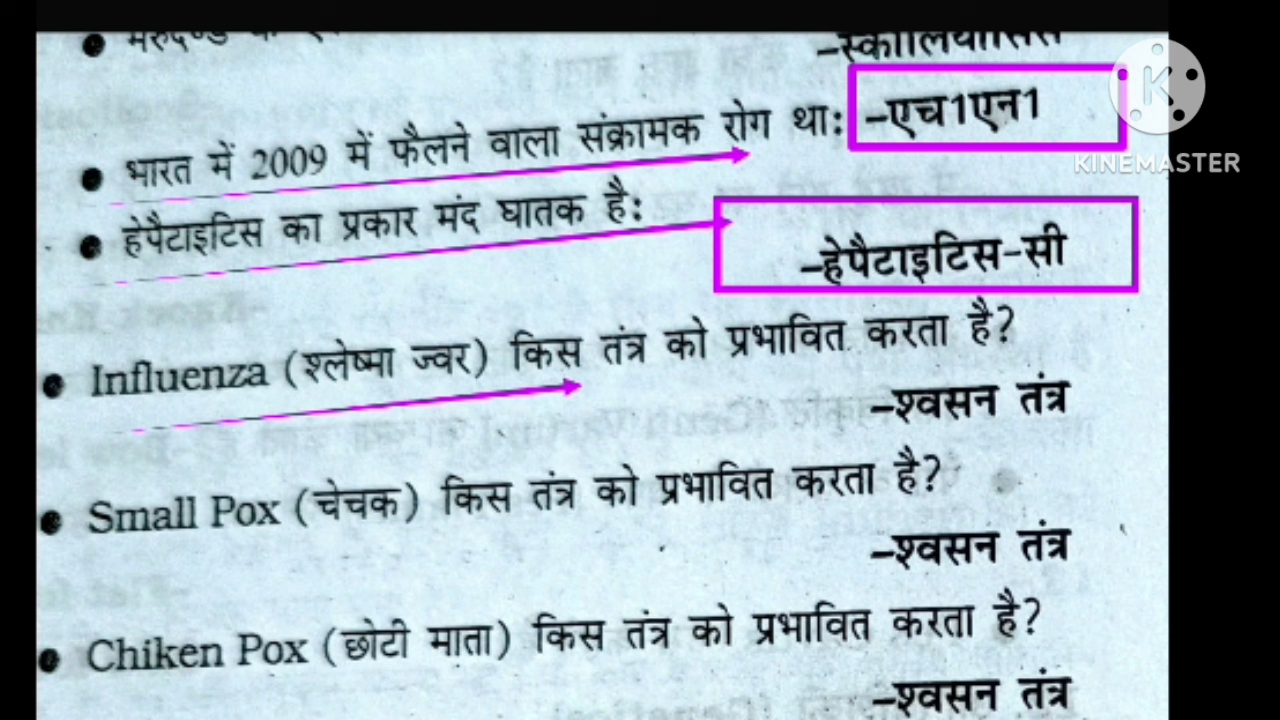 –स्कोलियोसिस
• भारत में 2009 में फैलने वाला संक्रामक रोग था: –एच1एन1
KINEMASTER
• हेपैटाइटिस का प्रकार मंद घातक है:
–हेपैटाइटिस-सी
• Influenza (श्लेष्मा ज्वर) किस तंत्र को प्रभावित करता है?
–श्वसन तंत्र
• Small Pox (चेचक) किस तंत्र को प्रभावित करता है?
–श्वसन तंत्र
• Chiken Pox (छोटी माता) किस तंत्र को प्रभावित करता है?
–श्वसन तंत्र